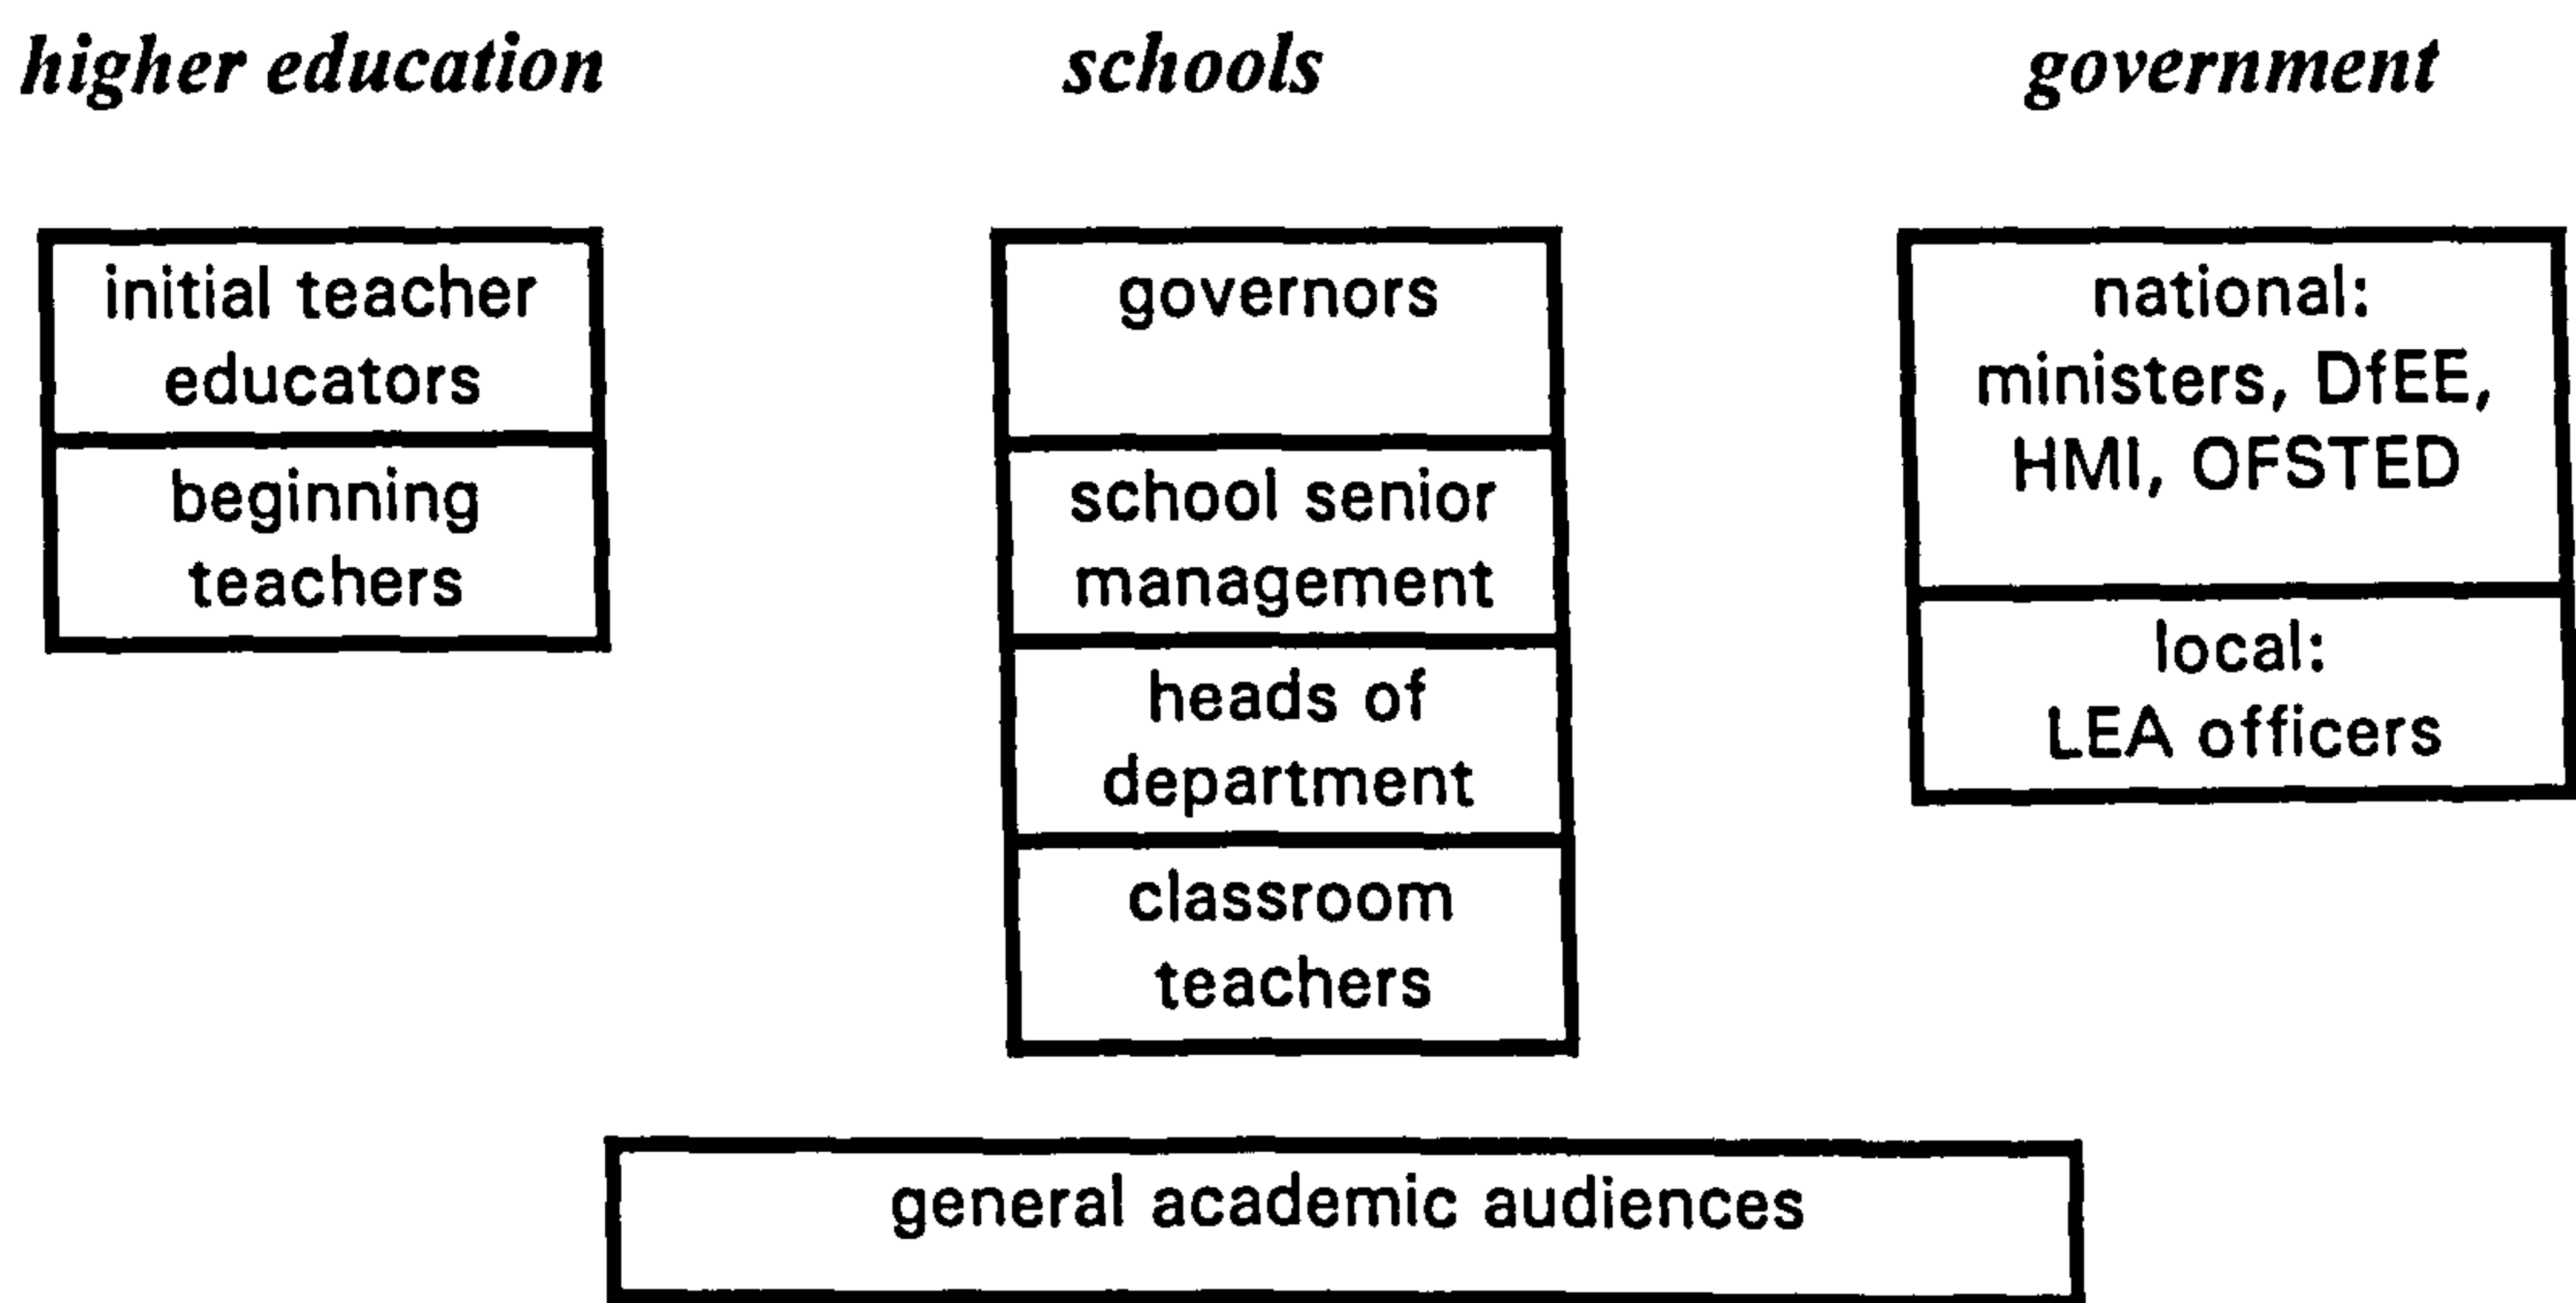 higher education
schools
government
initial teacher
educators
beginning
teachers
governors
school senior
management
heads of
department
classroom
teachers
national:
ministers, DfEE,
HMI, OFSTED
local:
LEA officers
general academic audiences